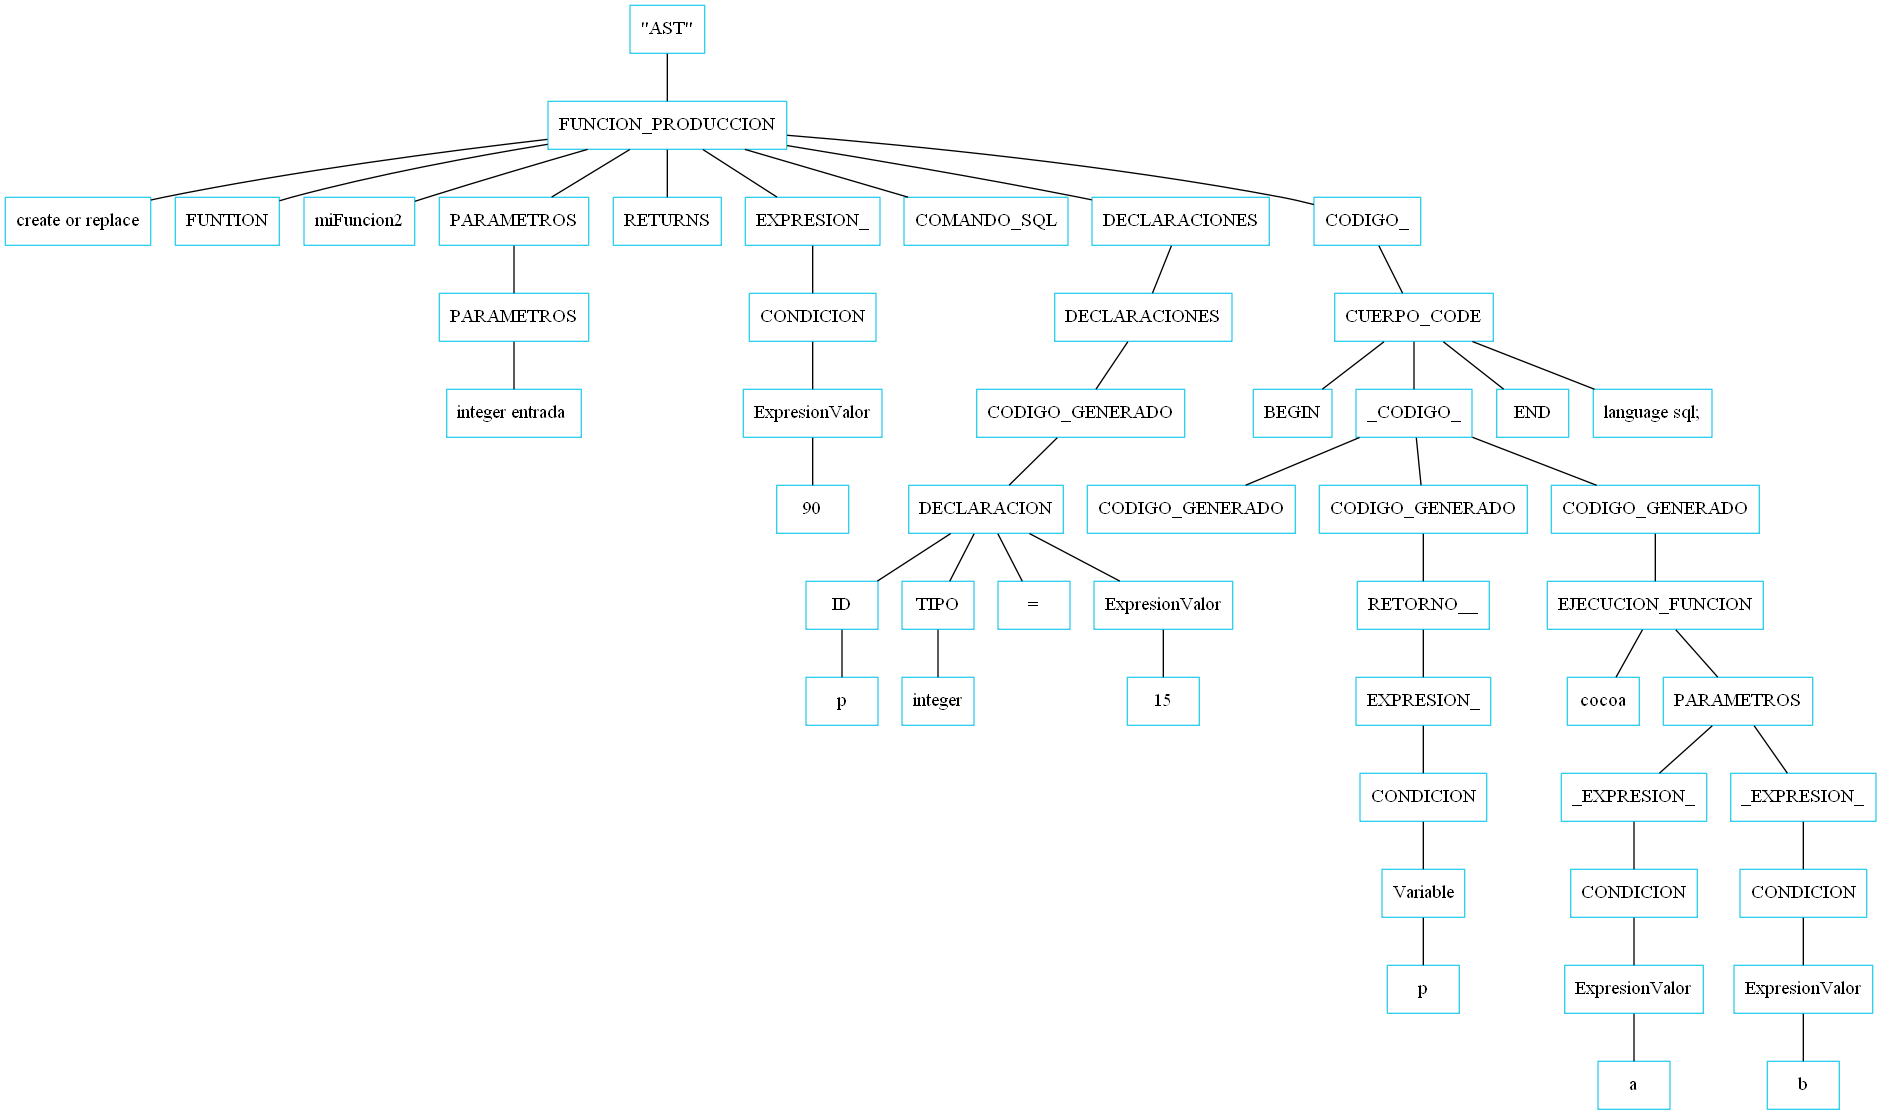 "AST"
FUNCION_PRODUCCION
create or replace
FUNTION
miFuncion2
PARAMETROS
RETURNS
EXPRESION_
COMANDO_SQL
DECLARACIONES
CODIGO_
PARAMETROS
CONDICION
DECLARACIONES
CUERPO_CODE
integer entrada
ExpresionValor
CODIGO_GENERADO
BEGIN
_CODIGO_
END
language sql;
90
DECLARACION
CODIGO_GENERADO
CODIGO_GENERADO
CODIGO_GENERADO
ID
TIPO
=
ExpresionValor
RETORNO__
EJECUCION_FUNCION
p
integer
15
EXPRESION_
cocoa
PARAMETROS
CONDICION
_EXPRESION_
_EXPRESION_
Variable
CONDICION
CONDICION
p
ExpresionValor
ExpresionValor
a
b